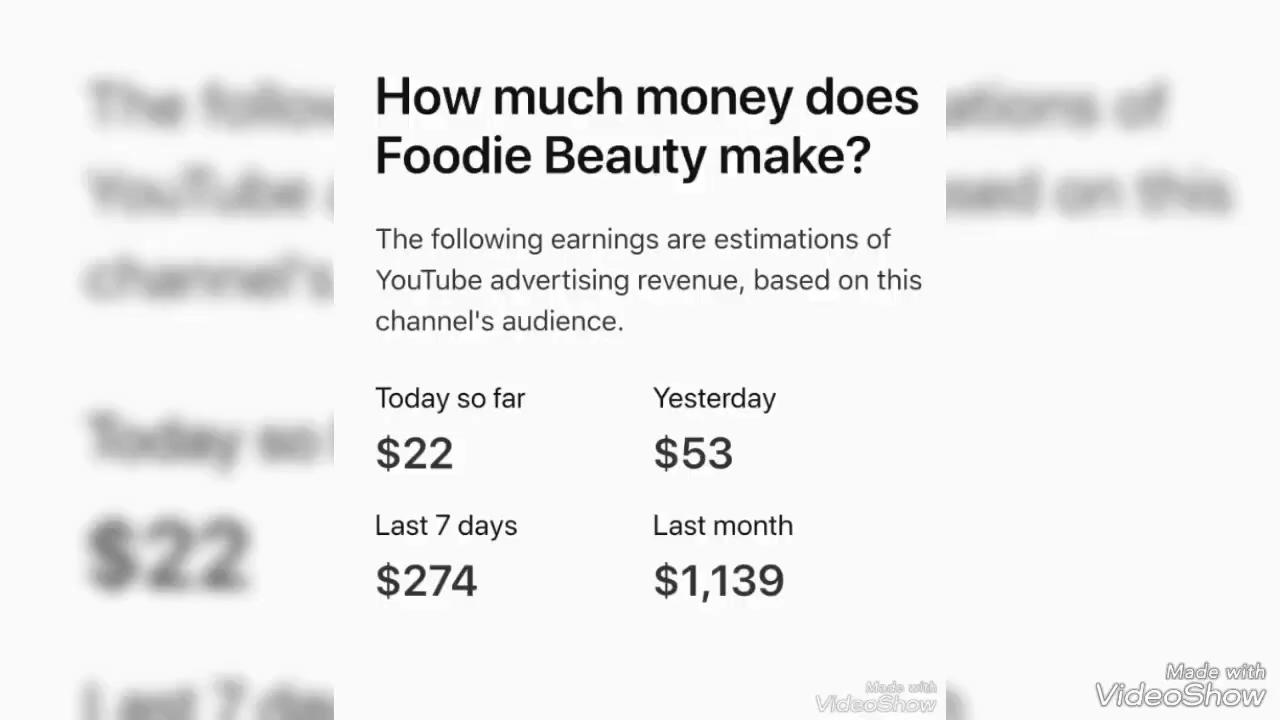 How much money does
Foodie Beauty make?
The following earnings are estimations of
YouTube advertising revenue, based on this
channel's audience.
Today so far
Yesterday
$22
$53
Last 7 days
Last month
$274
$1,139
Made with
VideoShow
Made with
VideoShow